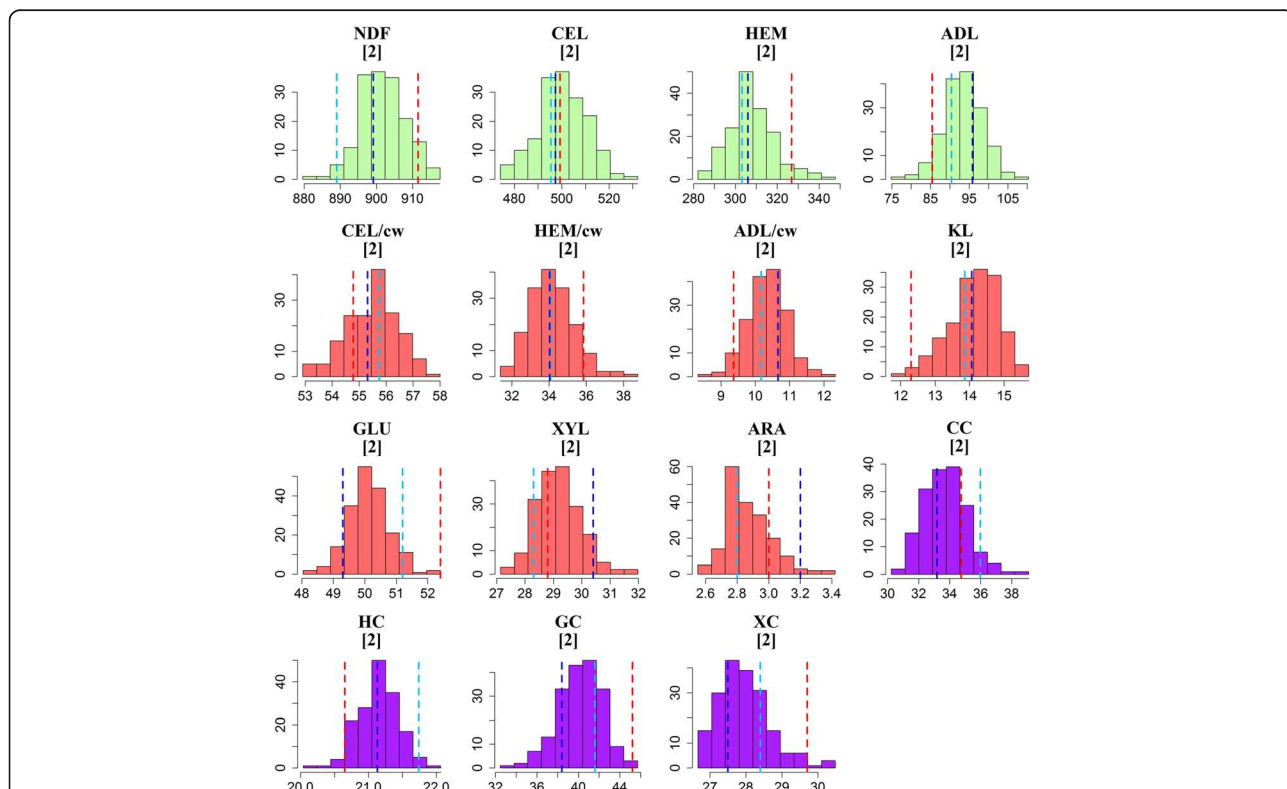 NDF CEL HEM ADL
[2] [2] [2] [2]
0 10 20 30
880 890 900 910
0 10 20 30
480 500 520
0 20 40
280 300 320 340
0 10 30
75 85 95 105
CEL/cw HEM/cw ADL/cw KL
[2] [2] [2] [2]
0 10 30
53 54 55 56 57 58
0 10 30
32 34 36 38
0 10 30
9 10 11 12
0 10 20 30
12 13 14 15
GLU XYL ARA CC
[2] [2] [2] [2]
0 20 40
48 49 50 51 52
0 10 30
27 28 29 30 31 32
0 20 40 60
2.6 2.8 3.0 3.2 3.4
0 10 20 30 40
30 32 34 36 38
HC GC XC
[2] [2] [2]
0 10 30
20.0 21.0 22.0
0 10 30
32 36 40 44
0 10 30
27 28 29 30